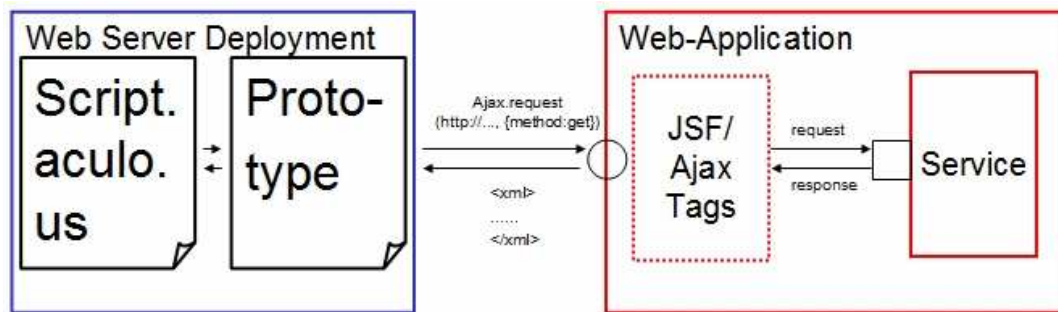 Web Server Deployment
Script.
aculo.
us
Proto-
type
Ajax.request
(http://..., {method:get})
<xml>
......
</xml>
Web-Application
JSF/
Ajax
Tags
request
response
Service